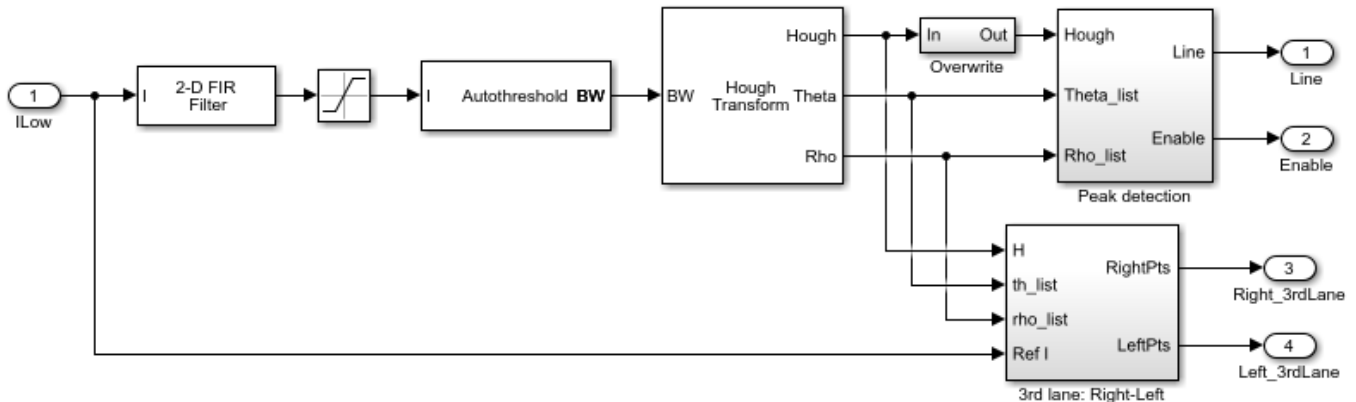 1
ILow
I
2-D FIR
Filter
I
Autothreshold BW
BW
Hough
Transform
Hough
Theta
Rho
In
Out
Overwrite
Hough
Theta_list
Rho_list
Line
Enable
Peak detection
1
Line
2
Enable
H
th_list
rho_list
Ref I
RightPts
LeftPts
3rd lane: Right-Left
3
Right_3rdLane
4
Left_3rdLane